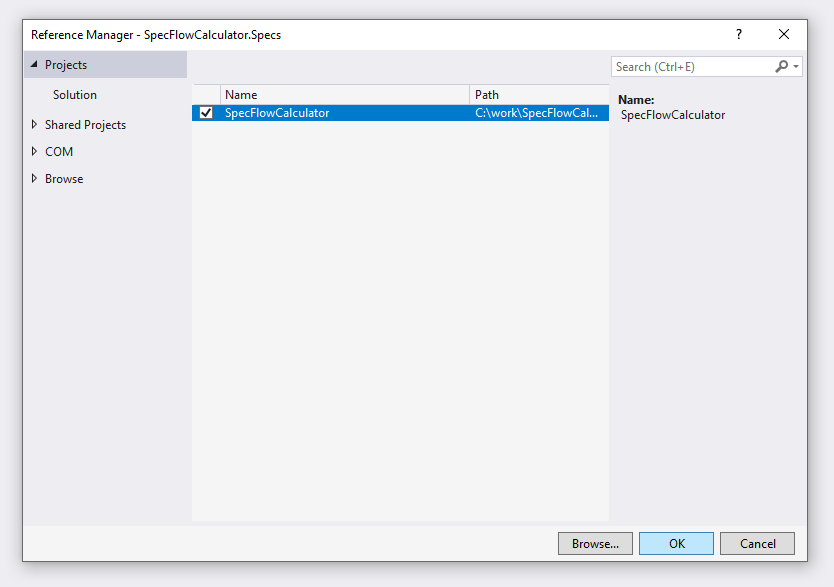 Reference Manager - SpecFlowCalculator.Specs
?
Projects
Solution
Shared Projects
COM
Browse
Name
Path
SpecFlowCalculator
C:\work\SpecFlowCal...
Search (Ctrl+E)
Name:
SpecFlowCalculator
Browse...
OK
Cancel